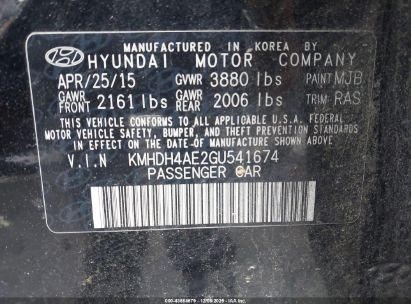 MANUFACTURED IN KOREA BY
HYUNDAI MOTOR COMPANY
APR/25/15 GVWR 3880 lbs PAINT MJB
GAWR FRONT 2161 lbs GAWR REAR 2006 lbs TRIM: RAS
THIS VEHICLE CONFORMS TO ALL APPLICABLE U.S.A. FEDERAL
MOTOR VEHICLE SAFETY, BUMPER, AND THEFT PREVENTION
STANDARDS IN EFFECT ON THE DATE OF MANUFACTURE SHOWN ABOVE.
V.I.N KMHDH4AE2GU541674
PASSENGER CAR